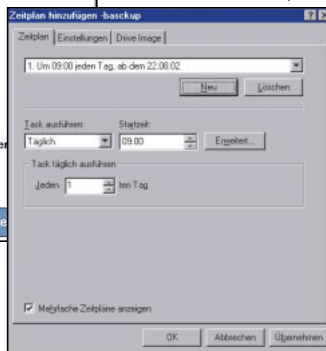 Zeitplan hinzufügen -basckup
Zeitplan Einstellungen Drive Image
1. Um 09:00 jeden Tag, ab dem 22.08.02
Neu Löschen
Task ausführen: Startzeit:
Täglich 09:00 Erweitert...
Task täglich ausführen
Jeden 1 ten Tag
Mehrfache Zeitpläne anzeigen
OK Abbrechen Übernehmen